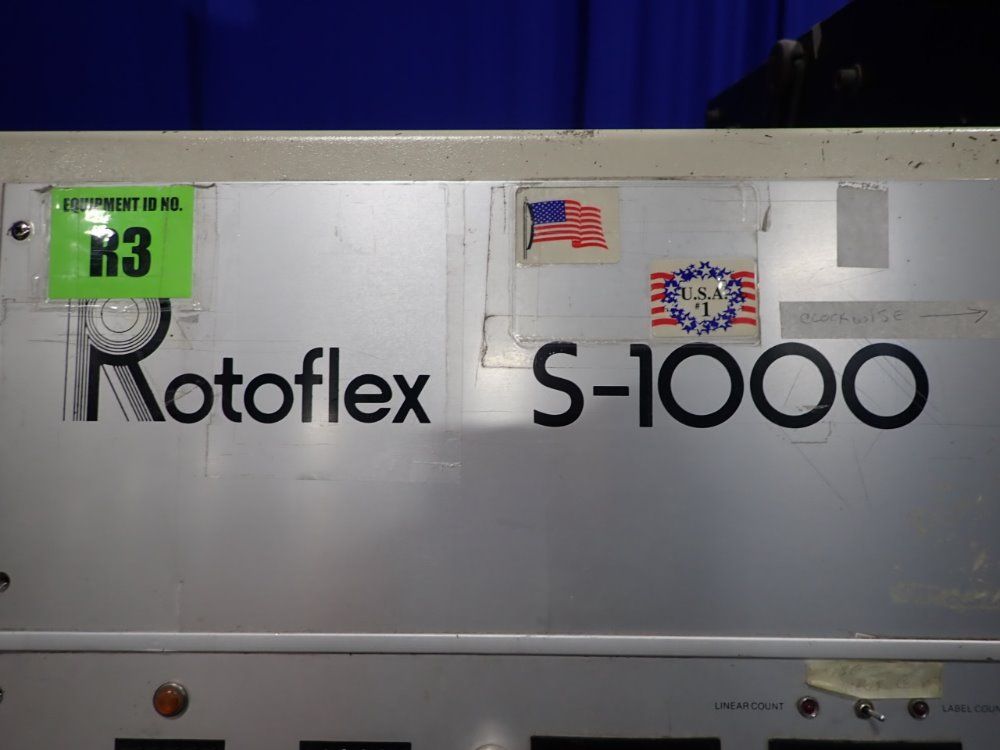 EQUIPMENT ID NO.
R3
U.S.A.
#1
CLOCKWISE
Rotoflex S-1000
LINEAR COUNT
LABEL COUN